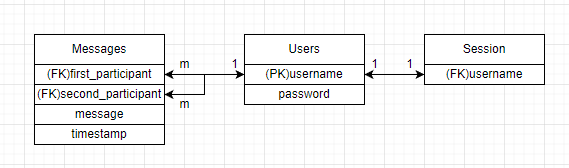 Messages
(FK)first_participant
(FK)second_participant
message
timestamp
m
m
1
Users
(PK)username
password
1
1
Session
(FK)username